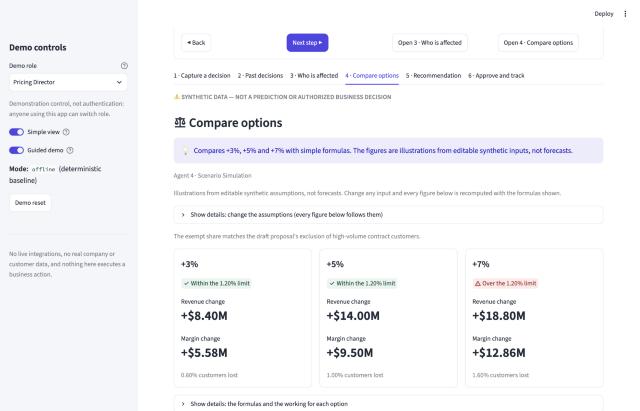 Deploy
Demo controls
Demo role
Pricing Director
Demonstration control, not authentication:
anyone using this app can switch role.
Simple view
Guided demo
Mode: offline (deterministic
baseline)
Demo reset
No live integrations, no real company or
customer data, and nothing here executes a
business action.
Back
Next step
Open 3 · Who is affected
Open 4 · Compare options
1 · Capture a decision
2 · Past decisions
3 · Who is affected
4 · Compare options
5 · Recommendation
6 · Approve and track
SYNTHETIC DATA — NOT A PREDICTION OR AUTHORIZED BUSINESS DECISION
Compare options
Compares +3%, +5% and +7% with simple formulas. The figures are illustrations from editable synthetic inputs, not forecasts.
Agent 4 · Scenario Simulation
Illustrations from editable synthetic assumptions, not forecasts. Change any input and every figure below is recomputed with the formulas shown.
Show details: change the assumptions (every figure below follows them)
The exempt share matches the draft proposal's exclusion of high-volume contract customers.
+3%
Within the 1.20% limit
Revenue change
+$8.40M
Margin change
+$5.58M
0.60% customers lost
+5%
Within the 1.20% limit
Revenue change
+$14.00M
Margin change
+$9.50M
1.00% customers lost
+7%
Over the 1.20% limit
Revenue change
+$18.80M
Margin change
+$12.86M
1.60% customers lost
Show details: the formulas and the working for each option